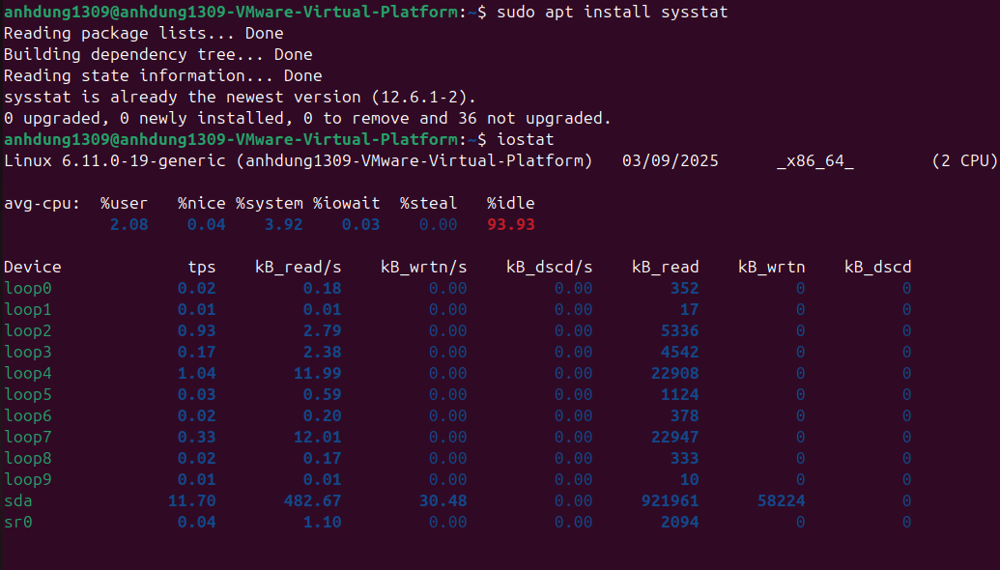 anhdung1309@anhdung1309-VMware-Virtual-Platform:~$ sudo apt install sysstat
Reading package lists... Done
Building dependency tree... Done
Reading state information... Done
sysstat is already the newest version (12.6.1-2).
0 upgraded, 0 newly installed, 0 to remove and 36 not upgraded.
anhdung1309@anhdung1309-VMware-Virtual-Platform:~$ iostat
Linux 6.11.0-19-generic (anhdung1309-VMware-Virtual-Platform) 03/09/2025 _x86_64_ (2 CPU)
avg-cpu: %user %nice %system %iowait %steal %idle
2.08 0.04 3.92 0.03 0.00 93.93
Device tps kB_read/s kB_wrtn/s kB_dscd/s kB_read kB_wrtn kB_dscd
loop0 0.02 0.18 0.00 0.00 352 0 0
loop1 0.01 0.01 0.00 0.00 17 0 0
loop2 0.93 2.79 0.00 0.00 5336 0 0
loop3 0.17 2.38 0.00 0.00 4542 0 0
loop4 1.04 11.99 0.00 0.00 22908 0 0
loop5 0.03 0.59 0.00 0.00 1124 0 0
loop6 0.02 0.20 0.00 0.00 378 0 0
loop7 0.33 12.01 0.00 0.00 22947 0 0
loop8 0.02 0.17 0.00 0.00 333 0 0
loop9 0.01 0.01 0.00 0.00 10 0 0
sda 11.70 482.67 30.48 0.00 921961 58224 0
sr0 0.04 1.10 0.00 0.00 2094 0 0